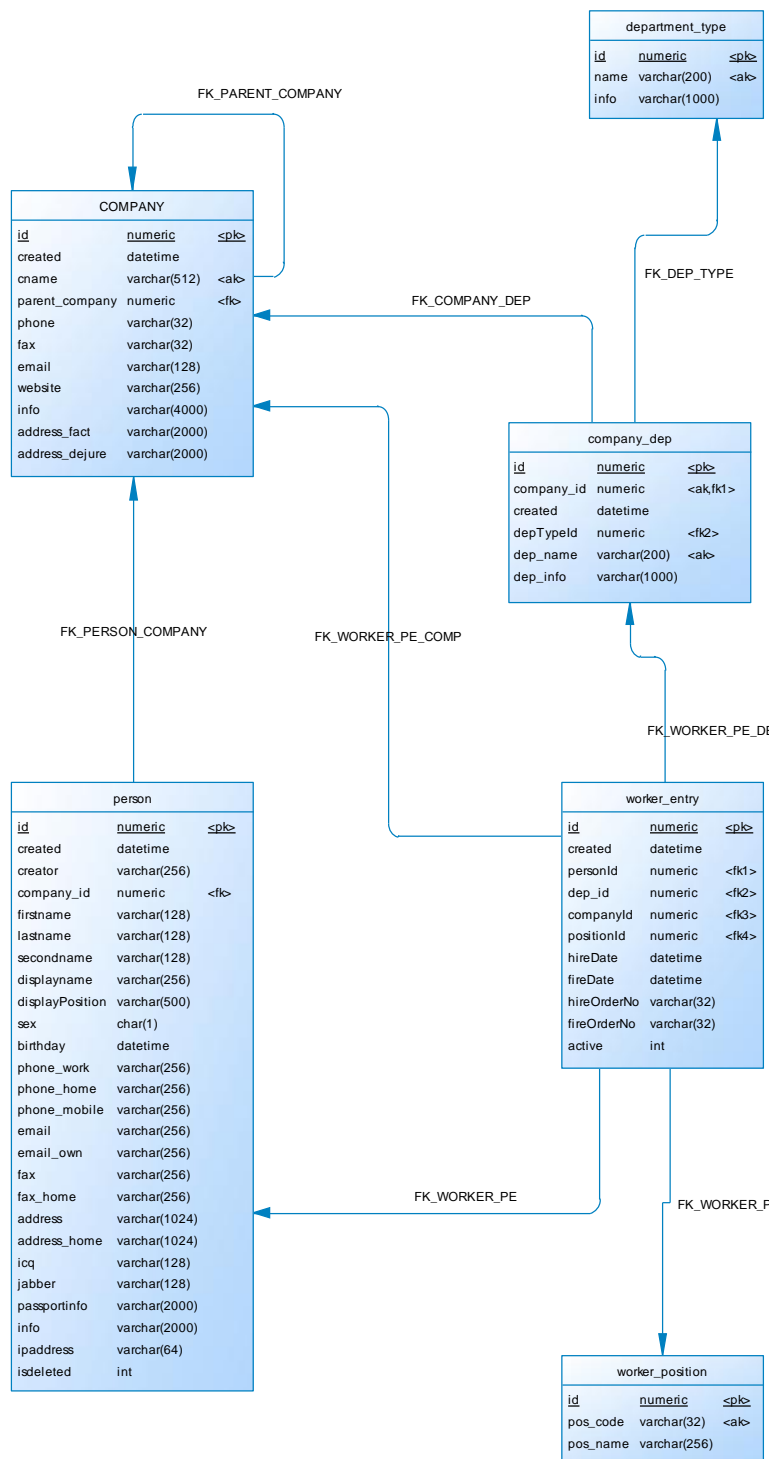 department_type
id numeric <pk>
name varchar(200) <ak>
info varchar(1000)
FK_PARENT_COMPANY
COMPANY
id numeric <pk>
created datetime
cname varchar(512) <ak>
parent_company numeric <fk>
phone varchar(32)
fax varchar(32)
email varchar(128)
website varchar(256)
info varchar(4000)
address_fact varchar(2000)
address_dejure varchar(2000)
FK_DEP_TYPE
FK_COMPANY_DEP
company_dep
id numeric <pk>
company_id numeric <ak,fk1>
created datetime
depTypeId numeric <fk2>
dep_name varchar(200) <ak>
dep_info varchar(1000)
FK_PERSON_COMPANY
FK_WORKER_PE_COMP
FK_WORKER_PE_DE
person
id numeric <pk>
created datetime
creator varchar(256)
company_id numeric <fk>
firstname varchar(128)
lastname varchar(128)
secondname varchar(128)
displayname varchar(256)
displayPosition varchar(500)
sex char(1)
birthday datetime
phone_work varchar(256)
phone_home varchar(256)
phone_mobile varchar(256)
email varchar(256)
email_own varchar(256)
fax varchar(256)
fax_home varchar(256)
address varchar(1024)
address_home varchar(1024)
icq varchar(128)
jabber varchar(128)
passportinfo varchar(2000)
info varchar(2000)
ipaddress varchar(64)
isdeleted int
worker_entry
id numeric <pk>
created datetime
personId numeric <fk1>
dep_id numeric <fk2>
companyId numeric <fk3>
positionId numeric <fk4>
hireDate datetime
fireDate datetime
hireOrderNo varchar(32)
fireOrderNo varchar(32)
active int
FK_WORKER_PE
FK_WORKER_P
worker_position
id numeric <pk>
pos_code varchar(32) <ak>
pos_name varchar(256)